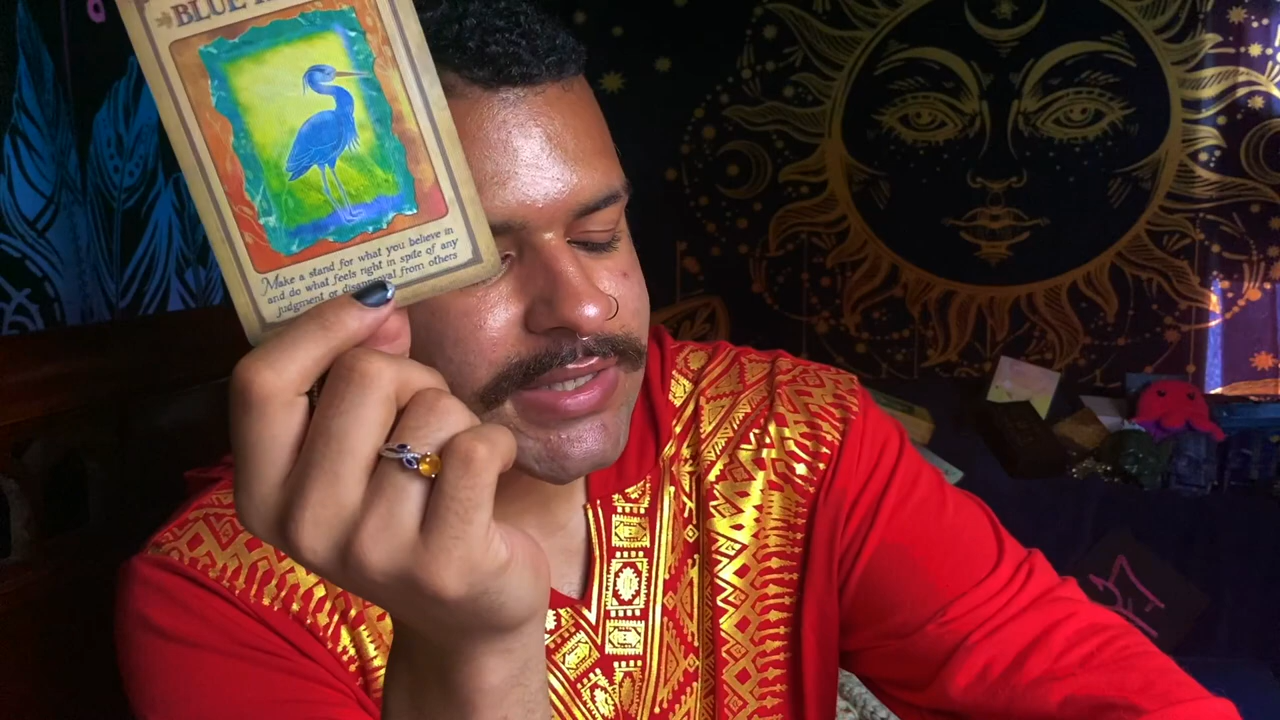 BLUE
Make a stand for what you believe in
and do what feels right in spite of any
judgment or disapproval from others